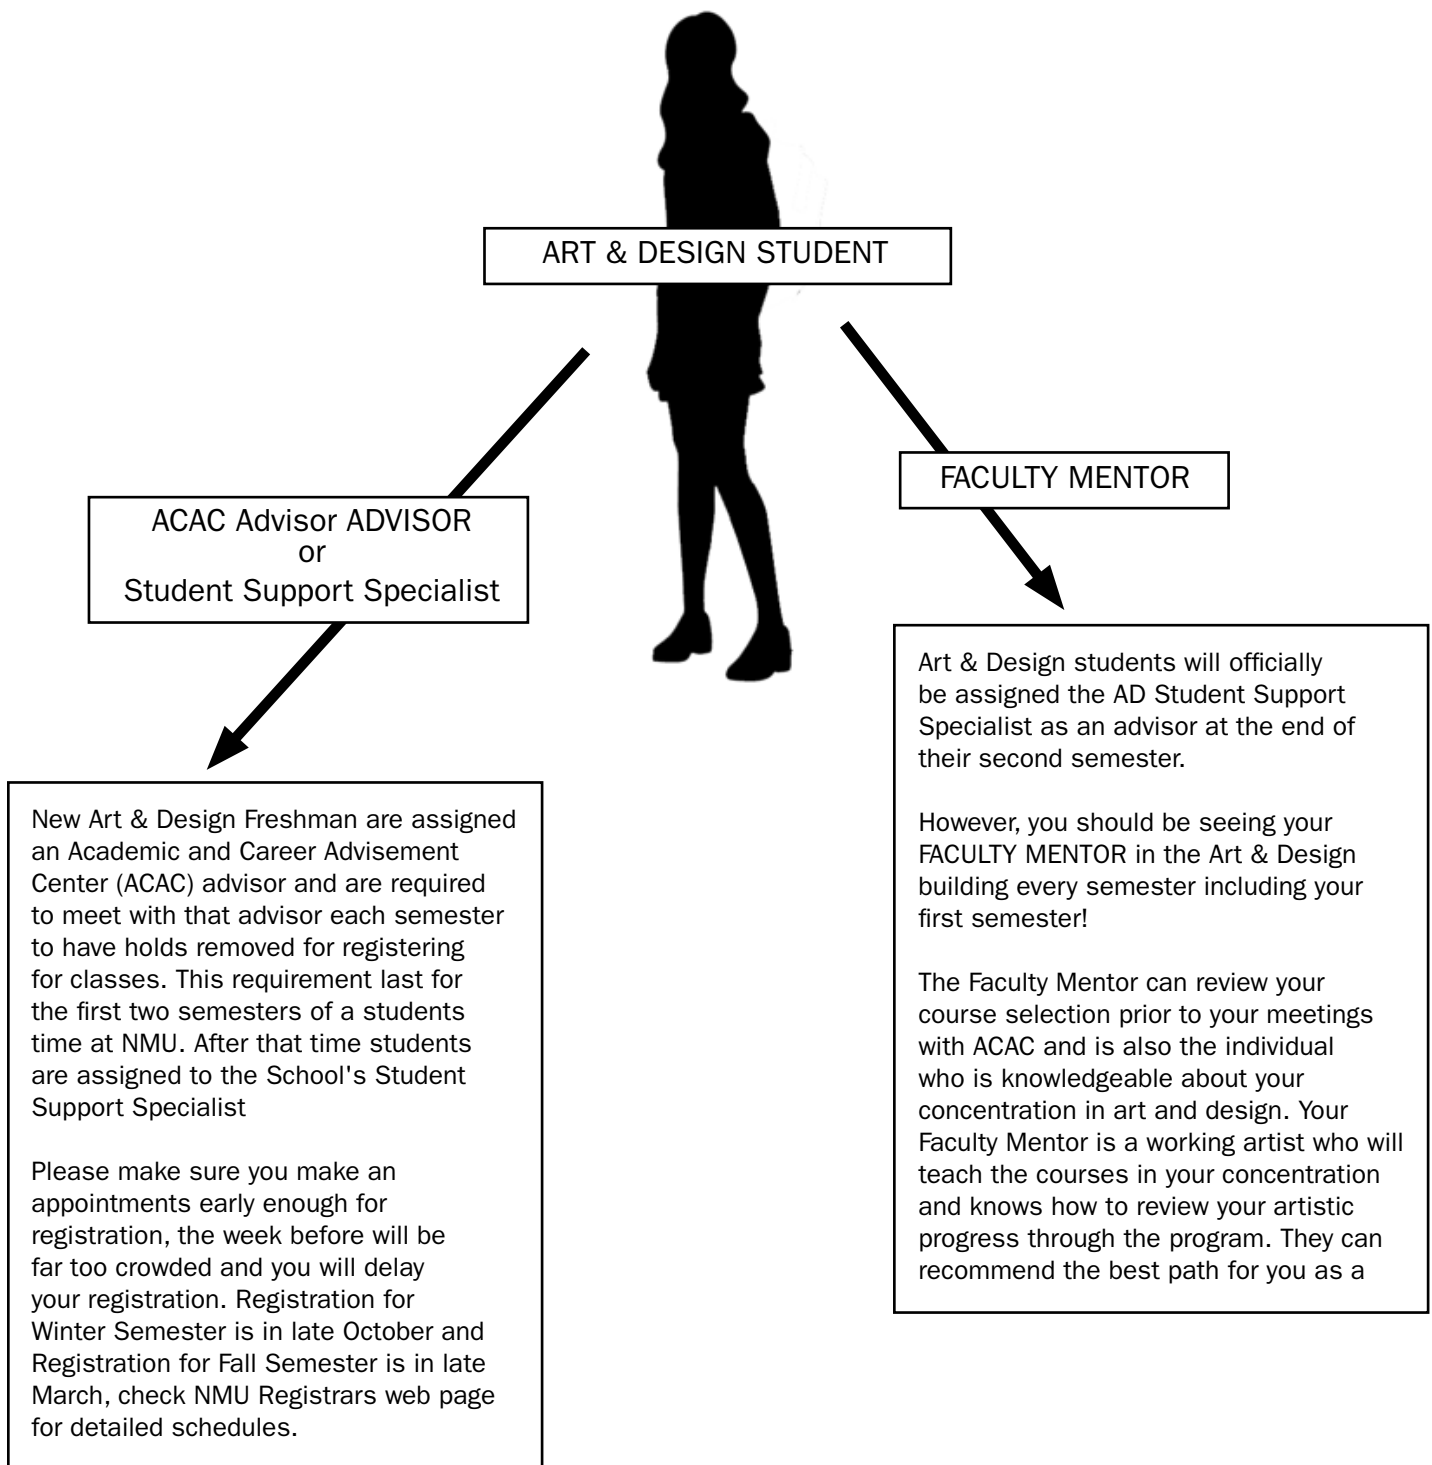 ART & DESIGN STUDENT
ACAC Advisor ADVISOR
or
Student Support Specialist
FACULTY MENTOR
New Art & Design Freshman are assigned
an Academic and Career Advisement
Center (ACAC) advisor and are required
to meet with that advisor each semester
to have holds removed for registering
for classes. This requirement last for
the first two semesters of a students
time at NMU. After that time students
are assigned to the School's Student
Support Specialist
Please make sure you make an
appointments early enough for
registration, the week before will be
far too crowded and you will delay
your registration. Registration for
Winter Semester is in late October and
Registration for Fall Semester is in late
March, check NMU Registrars web page
for detailed schedules.
Art & Design students will officially
be assigned the AD Student Support
Specialist as an advisor at the end of
their second semester.
However, you should be seeing your
FACULTY MENTOR in the Art & Design
building every semester including your
first semester!
The Faculty Mentor can review your
course selection prior to your meetings
with ACAC and is also the individual
who is knowledgeable about your
concentration in art and design. Your
Faculty Mentor is a working artist who will
teach the courses in your concentration
and knows how to review your artistic
progress through the program. They can
recommend the best path for you as a